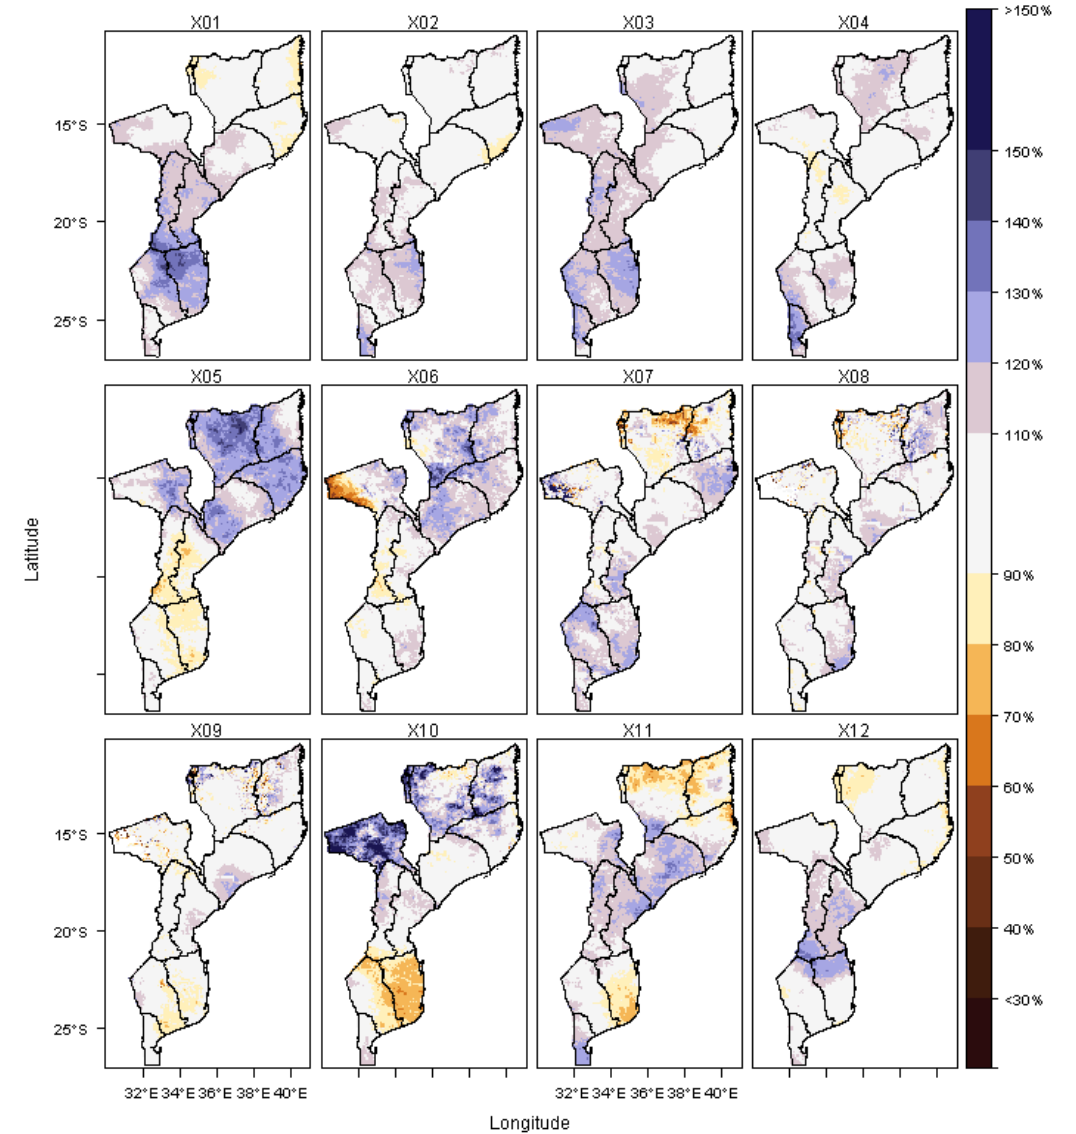 X01 X02 X03 X04
>150%
150%
140%
130%
120%
110%
90%
80%
70%
60%
50%
40%
<30%
15°S
20°S
25°S
X05 X06 X07 X08
Latitude
X09 X10 X11 X12
15°S
20°S
25°S
32°E 34°E 36°E 38°E 40°E 32°E 34°E 36°E 38°E 40°E
Longitude